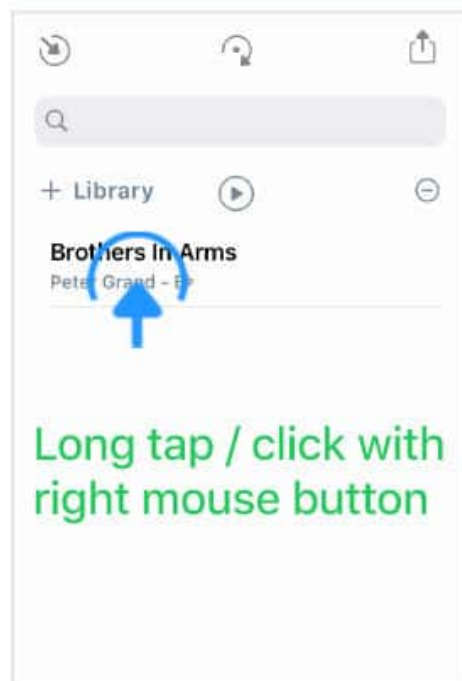 + Library
Brothers In Arms
Peter Grand - E♭
Long tap / click with
right mouse button